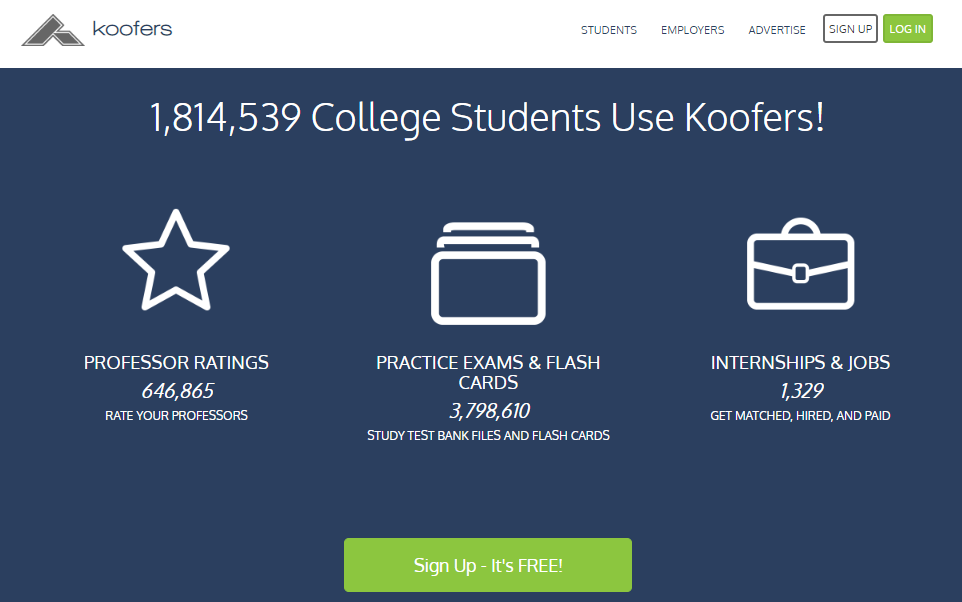 koofers
STUDENTS
EMPLOYERS
ADVERTISE
SIGN UP
LOG IN
1,814,539 College Students Use Koofers!
PROFESSOR RATINGS
646,865
RATE YOUR PROFESSORS
PRACTICE EXAMS & FLASH
CARDS
3,798,610
STUDY TEST BANK FILES AND FLASH CARDS
INTERNSHIPS & JOBS
1,329
GET MATCHED, HIRED, AND PAID
Sign Up - It's FREE!